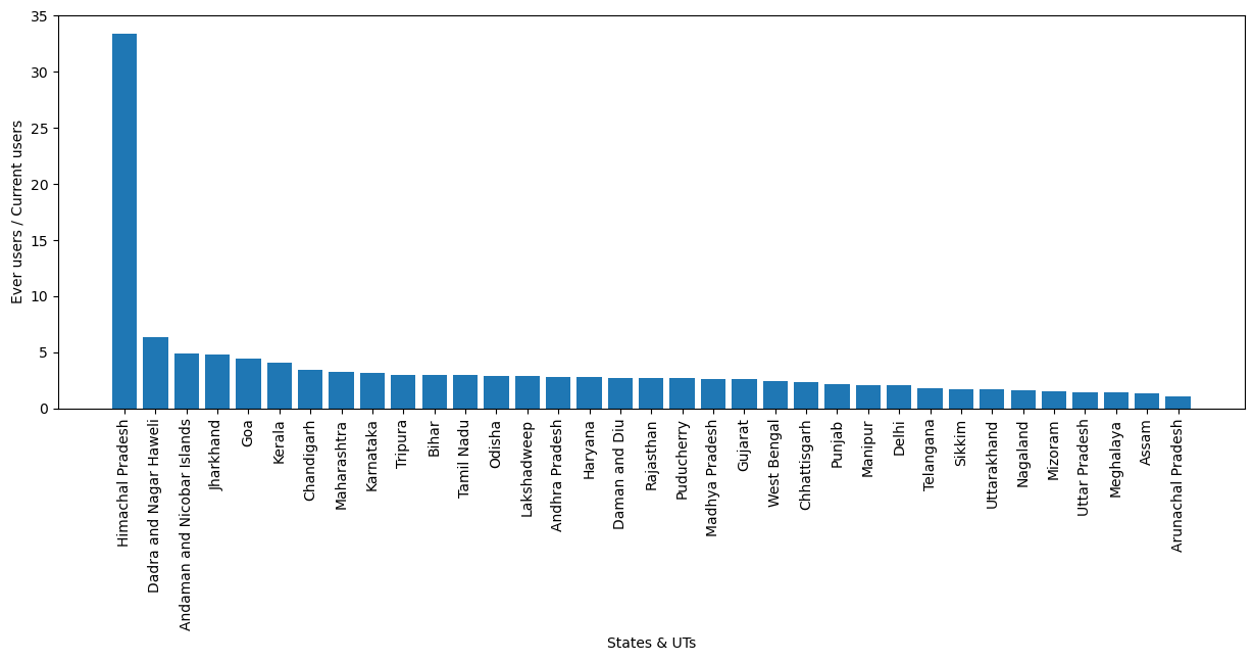 Ever users / Current users
35
30
25
20
15
10
5
0
Himachal Pradesh
Dadra and Nagar Haweli
Andaman and Nicobar Islands
Jharkhand
Goa
Kerala
Chandigarh
Maharashtra
Karnataka
Tripura
Bihar
Tamil Nadu
Odisha
Lakshadweep
Andhra Pradesh
Haryana
Daman and Diu
Rajasthan
Puducherry
Madhya Pradesh
Gujarat
West Bengal
Chhattisgarh
Punjab
Manipur
Delhi
Telangana
Sikkim
Uttarakhand
Nagaland
Mizoram
Uttar Pradesh
Meghalaya
Assam
Arunachal Pradesh
States & UTs